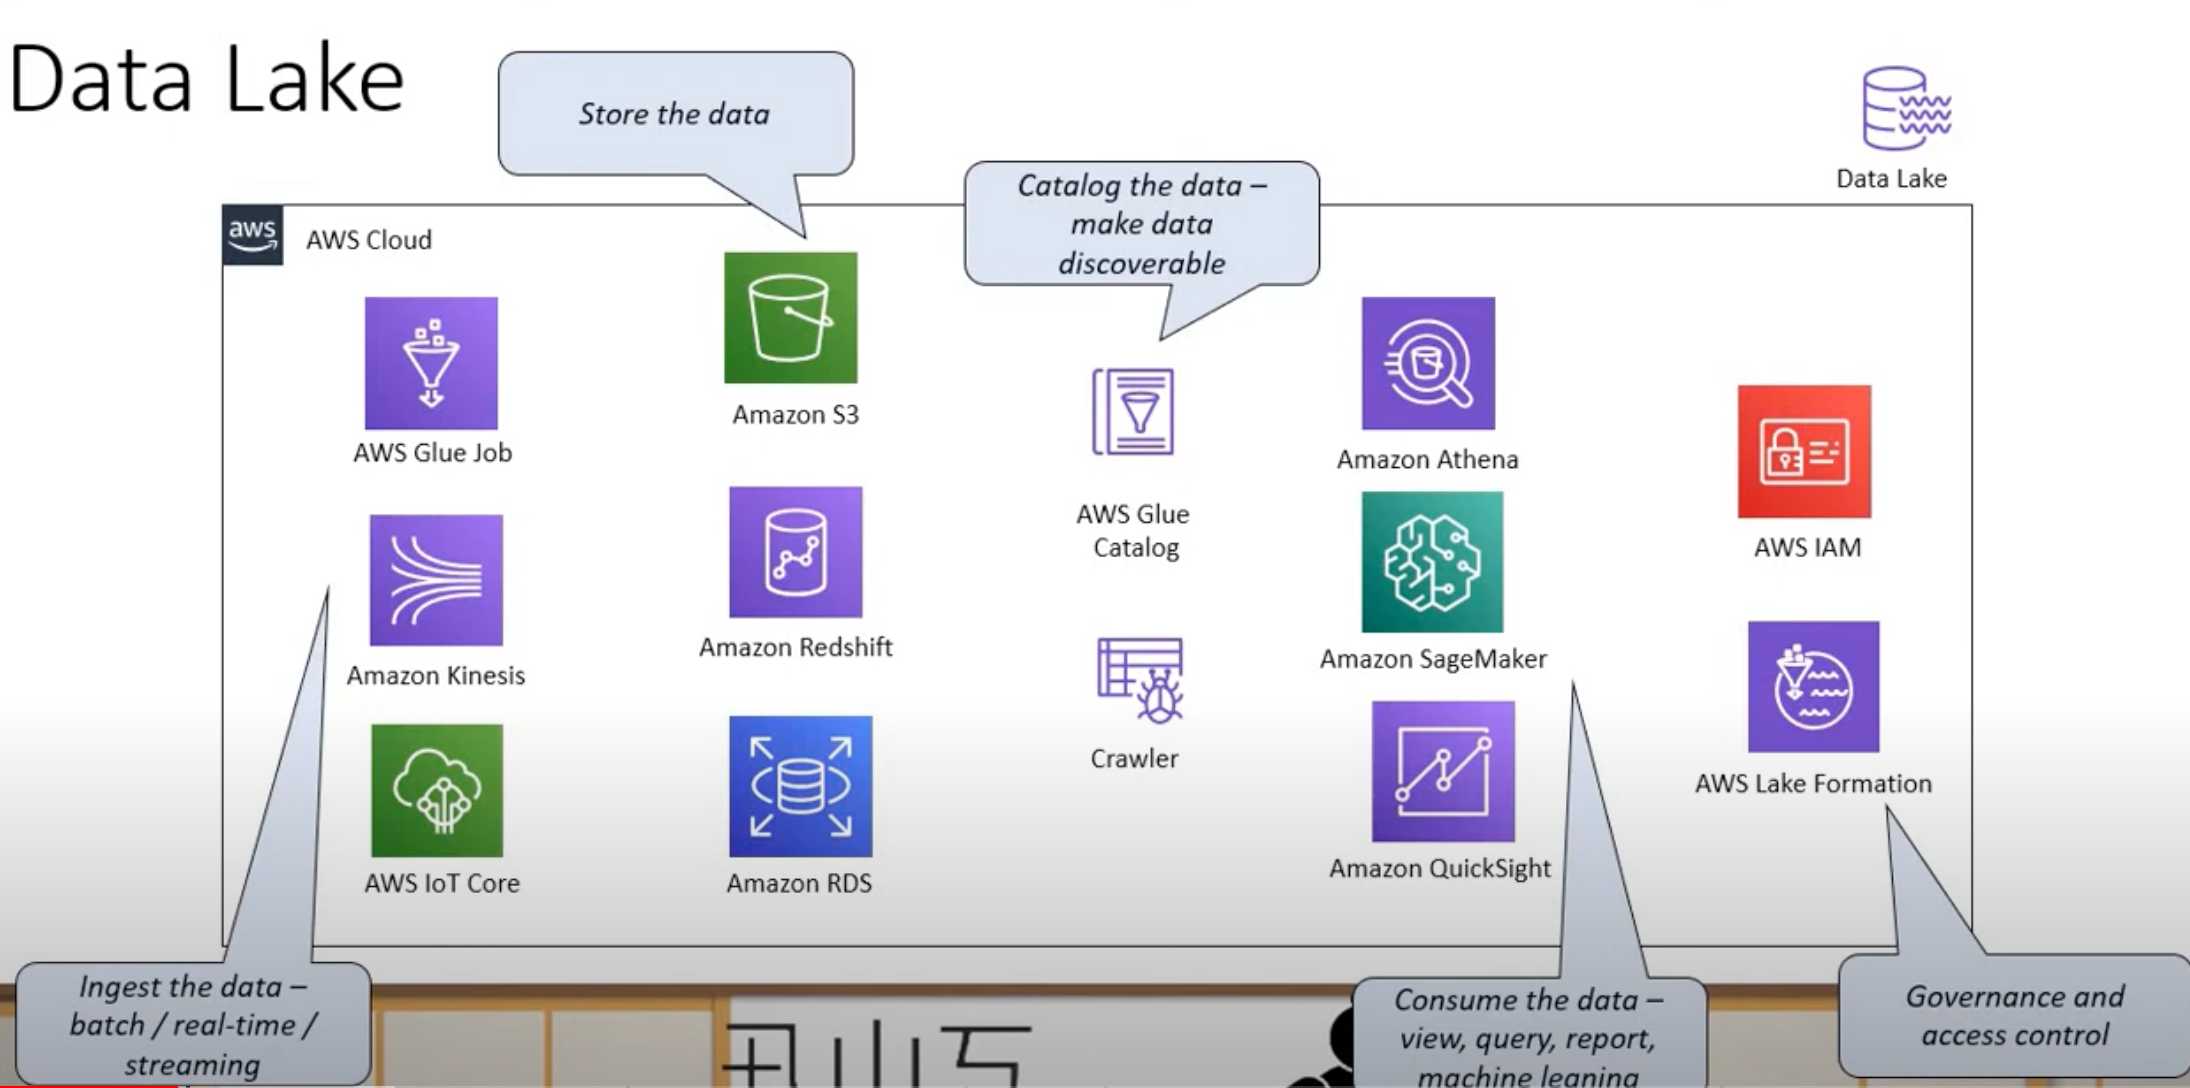 Data Lake
Store the data
Data Lake
Catalog the data –
make data
discoverable
aws
AWS Cloud
AWS Glue Job
Amazon Kinesis
AWS IoT Core
Amazon S3
Amazon Redshift
Amazon RDS
AWS Glue
Catalog
Crawler
Amazon Athena
Amazon SageMaker
Amazon QuickSight
AWS IAM
AWS Lake Formation
Ingest the data –
batch / real-time /
streaming
Consume the data –
view, query, report,
machine leaning
Governance and
access control